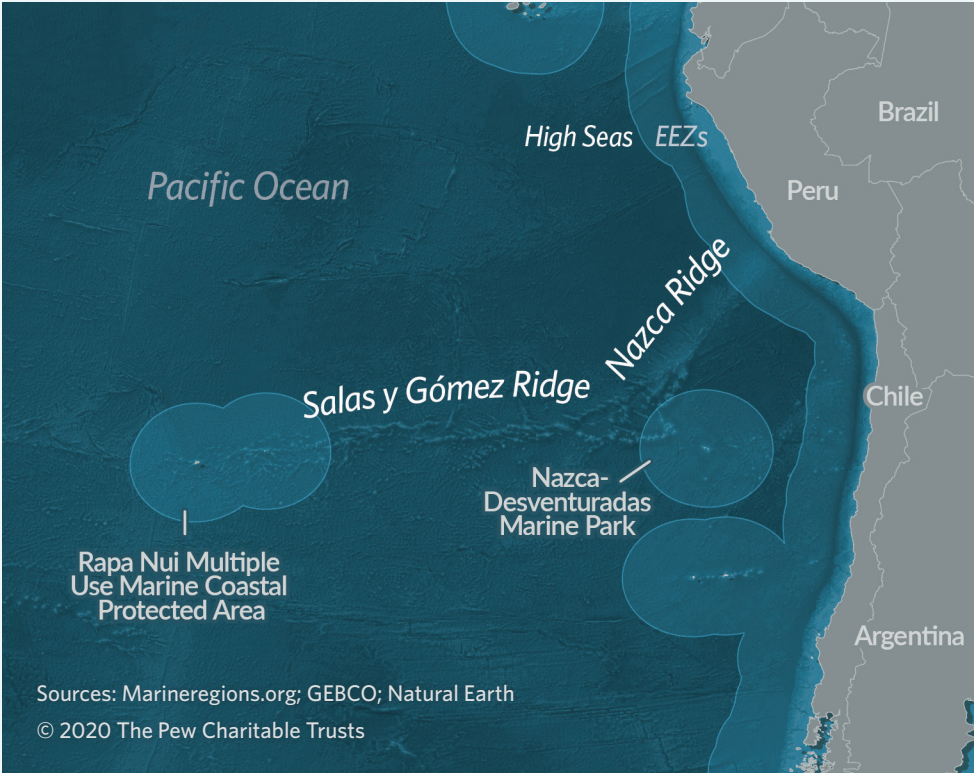 Brazil
High Seas
EEZs
Pacific Ocean
Peru
Nazca Ridge
Salas y Gómez Ridge
Chile
Nazca-
Desventuradas
Marine Park
Rapa Nui Multiple
Use Marine Coastal
Protected Area
Argentina
Sources: Marineregions.org; GEBCO; Natural Earth
© 2020 The Pew Charitable Trusts